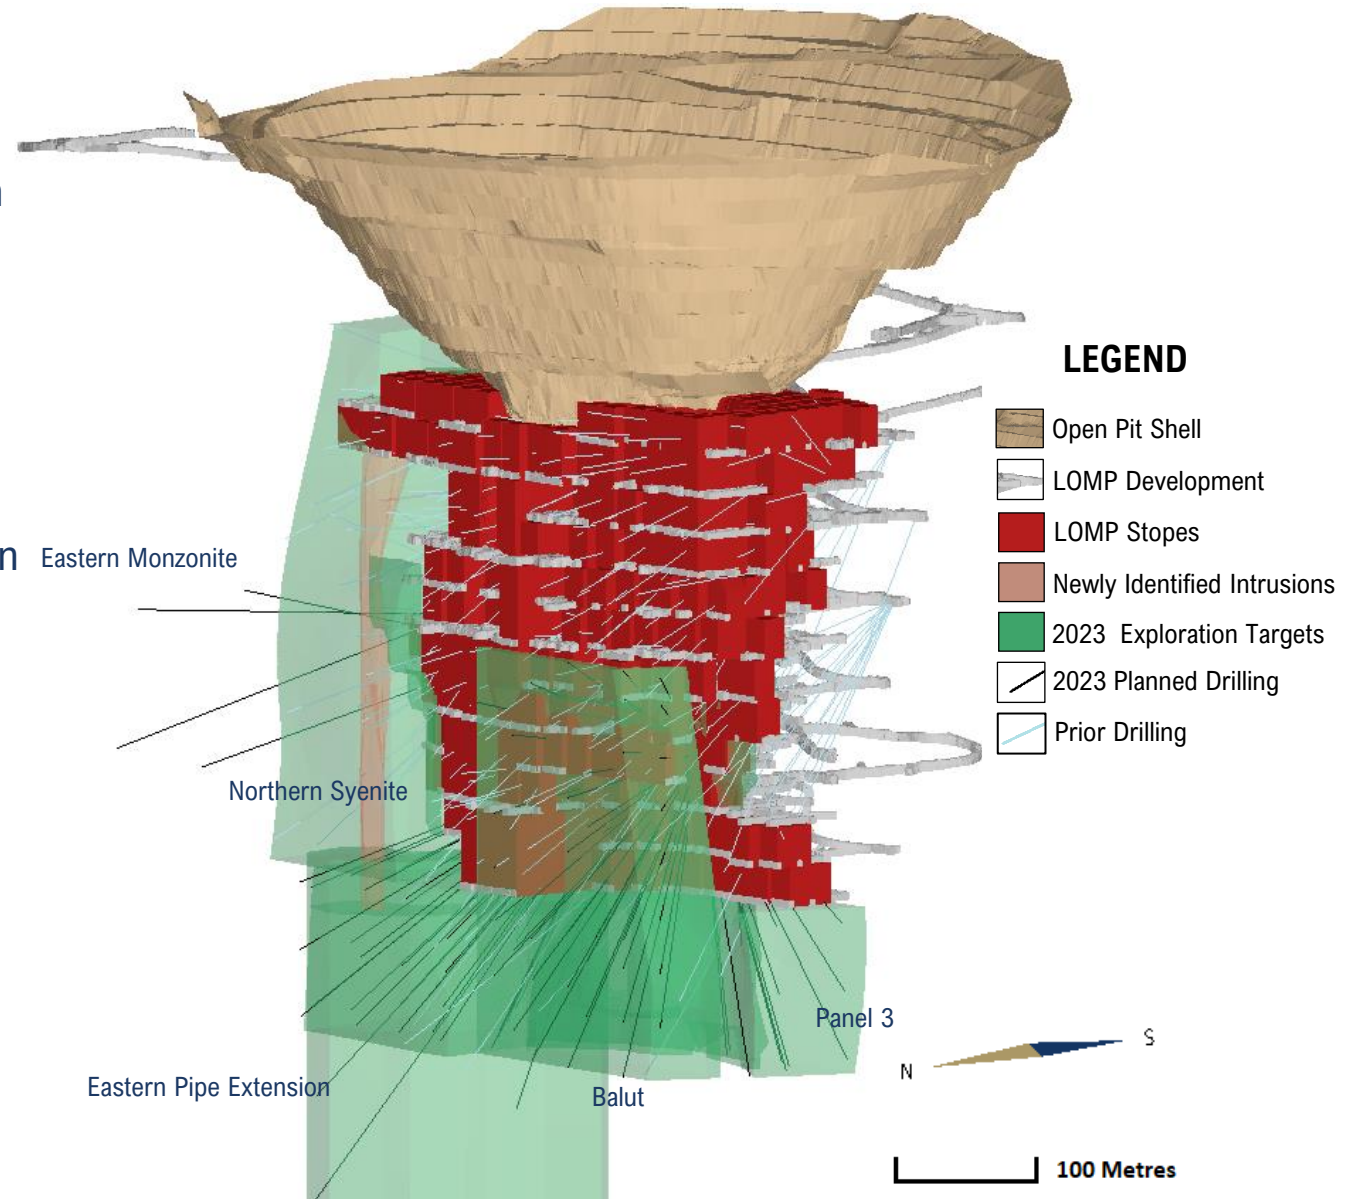 n
LEGEND
Open Pit Shell
LOMP Development
LOMP Stopes
Newly Identified Intrusions
2023 Exploration Targets
2023 Planned Drilling
Prior Drilling
n
Eastern Monzonite
Northern Syenite
Panel 3
Eastern Pipe Extension
Balut
N
S
100 Metres